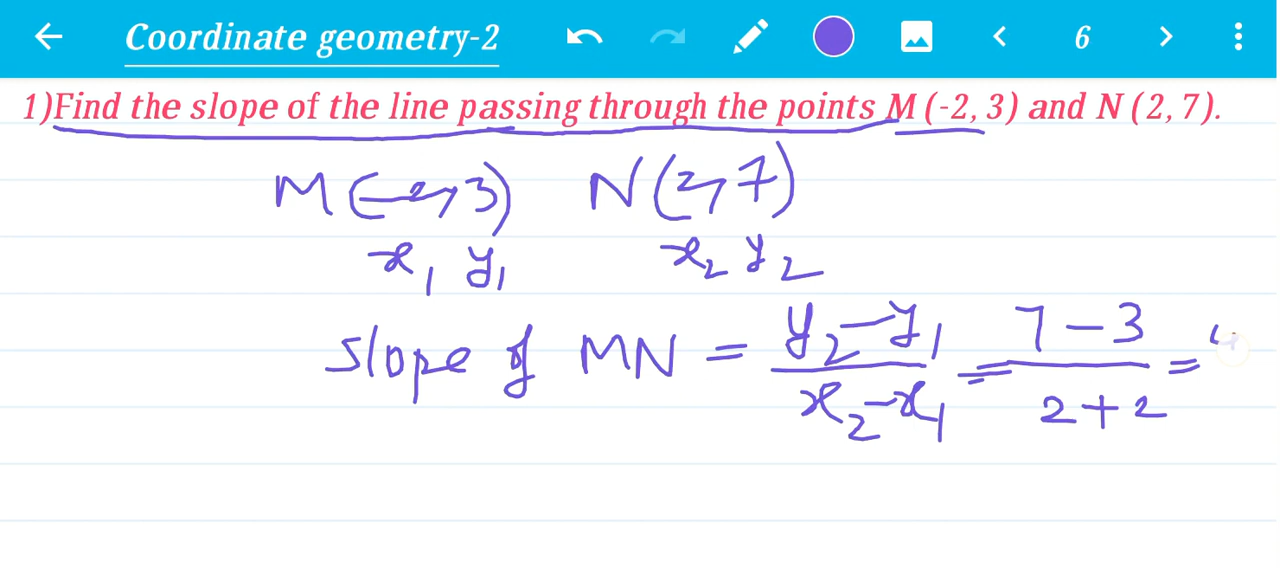 Coordinate geometry-2 6
1)Find the slope of the line passing through the points M (-2, 3) and N (2, 7).
M(-2,3) N(2,7)
x₁ y₁ x₂ y₂
slope of MN = y₂-y₁/x₂-x₁ = 7-3/2+2 = 4